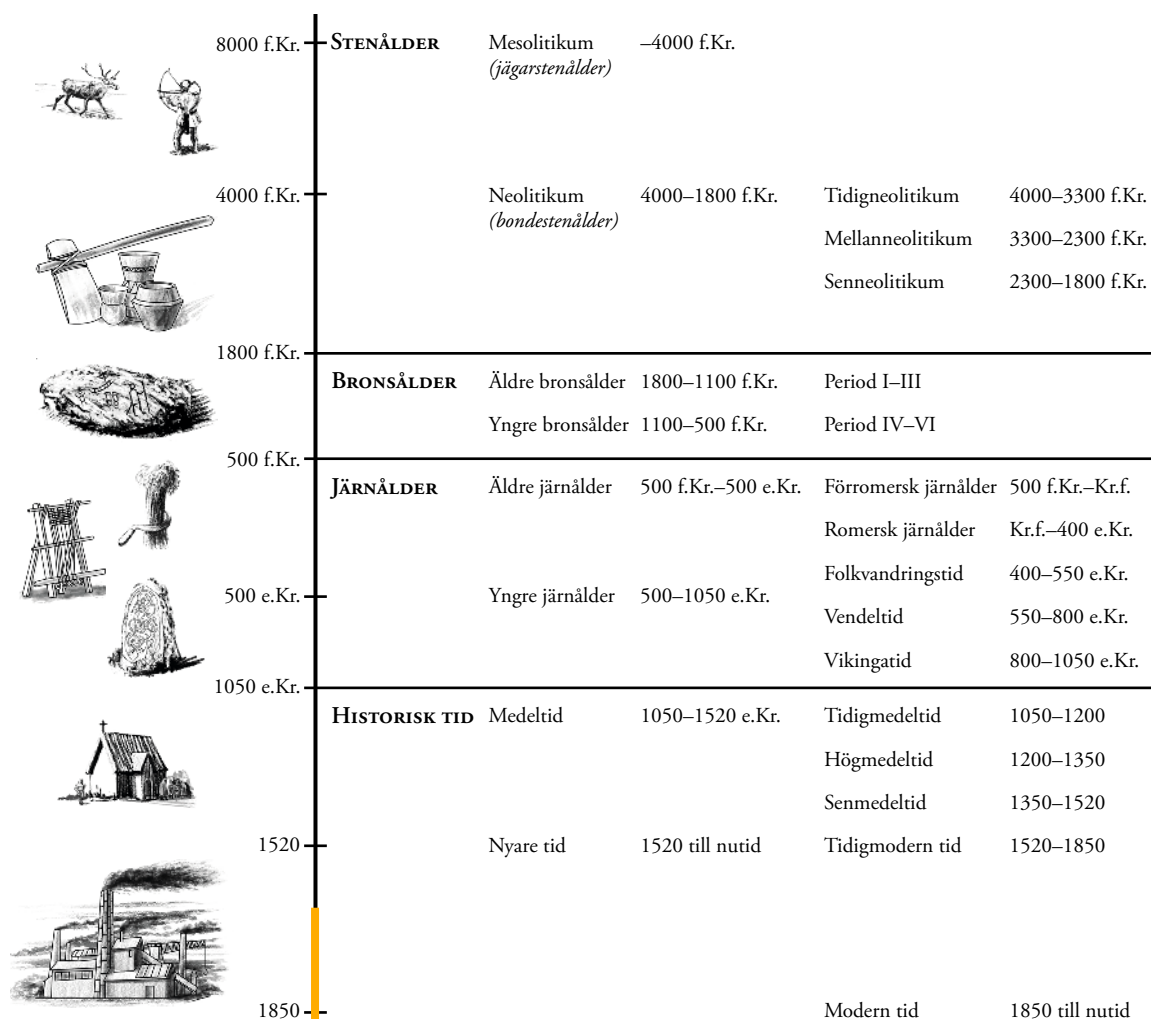 8000 f.Kr. STENÅLDER Mesolitikum –4000 f.Kr.
(jägarstenålder)
4000 f.Kr. Neolitikum 4000–1800 f.Kr. Tidigneolitikum 4000–3300 f.Kr.
(bondestenålder)
Mellanneolitikum 3300–2300 f.Kr.
Senneolitikum 2300–1800 f.Kr.
1800 f.Kr.
BRONSÅLDER Äldre bronsålder 1800–1100 f.Kr. Period I–III
Yngre bronsålder 1100–500 f.Kr. Period IV–VI
500 f.Kr.
JÄRNÅLDER Äldre järnålder 500 f.Kr.–500 e.Kr. Förromersk järnålder 500 f.Kr.–Kr.f.
Romersk järnålder Kr.f.–400 e.Kr.
Folkvandringstid 400–550 e.Kr.
500 e.Kr. Yngre järnålder 500–1050 e.Kr.
Vendeltid 550–800 e.Kr.
Vikingatid 800–1050 e.Kr.
1050 e.Kr.
HISTORISK TID Medeltid 1050–1520 e.Kr. Tidigmedeltid 1050–1200
Högmedeltid 1200–1350
Senmedeltid 1350–1520
1520 Nyare tid 1520 till nutid Tidigmodern tid 1520–1850
1850 Modern tid 1850 till nutid